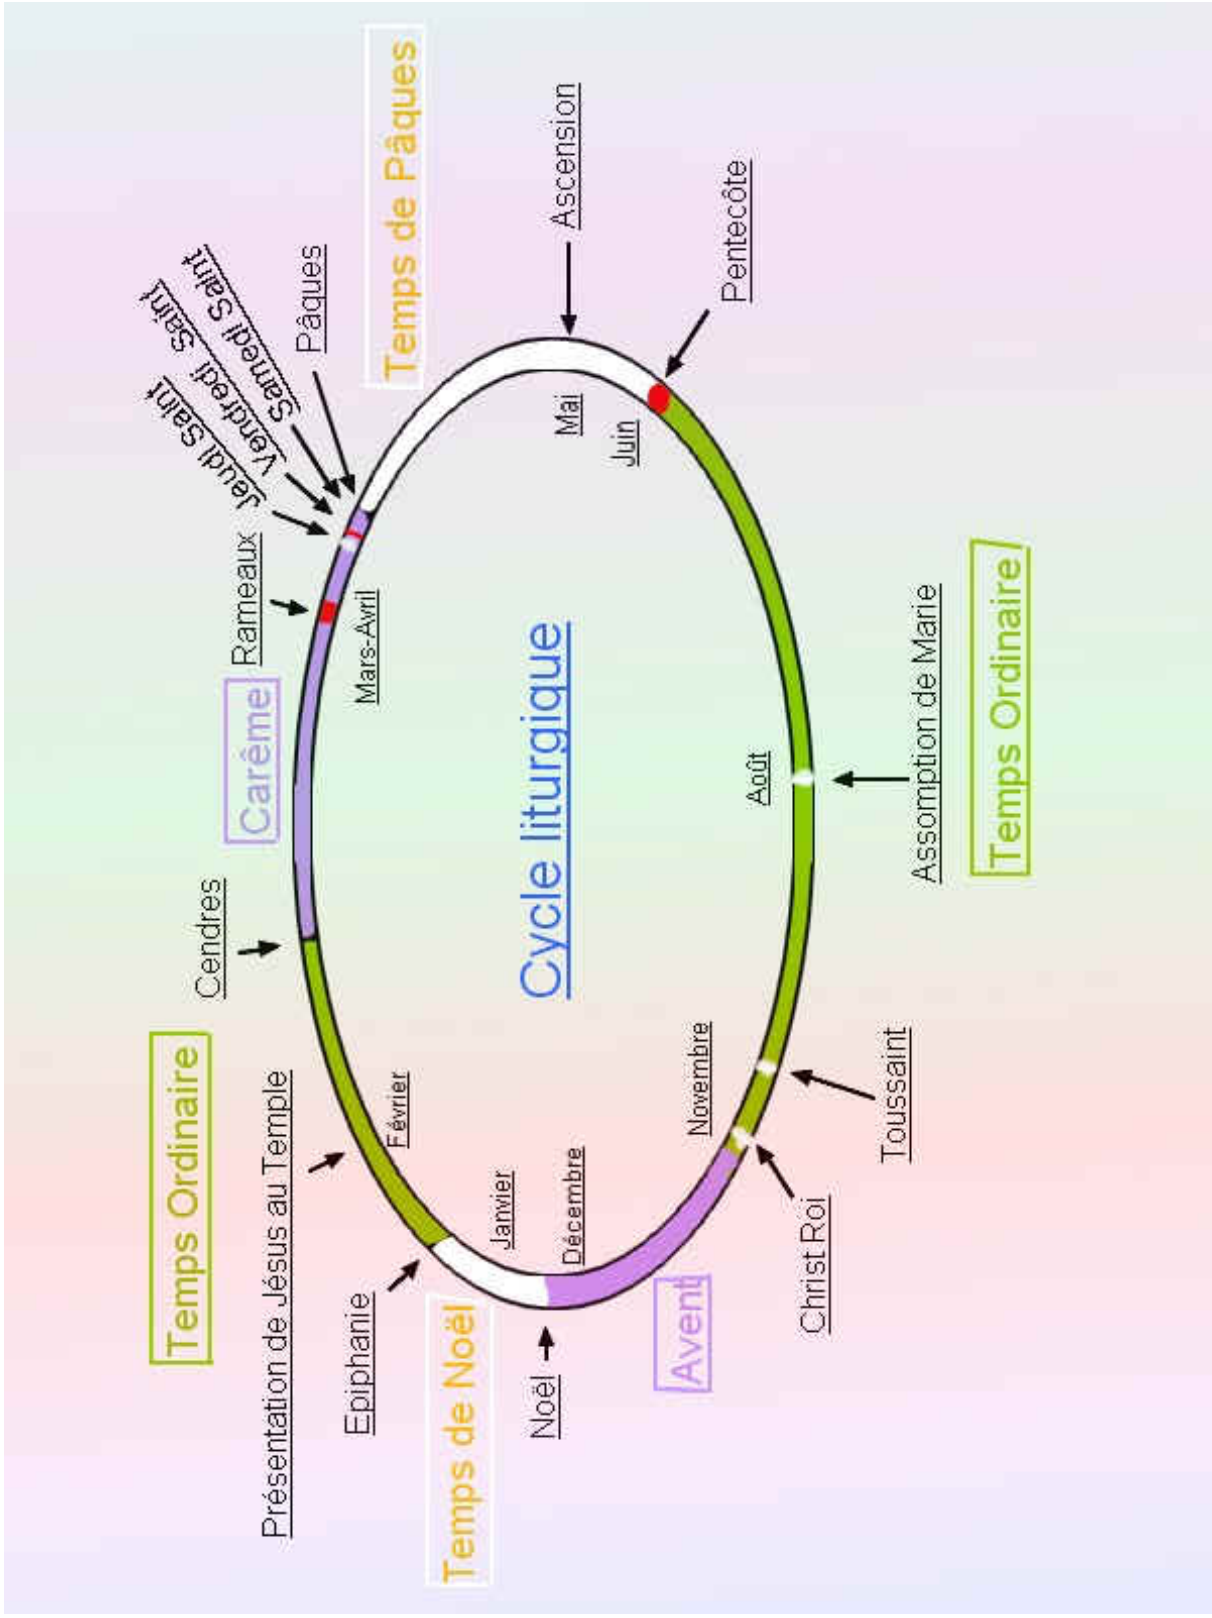 Cycle liturgique
Temps de Noël
Noël
Epiphanie
Janvier
Temps Ordinaire
Présentation de Jésus au Temple
Février
Cendres
Carême
Rameaux
Mars-Avril
Jeudi Saint
Vendredi Saint
Samedi Saint
Pâques
Temps de Pâques
Ascension
Mai
Juin
Pentecôte
Temps Ordinaire
Assomption de Marie
Août
Toussaint
Novembre
Christ Roi
Avent
Décembre